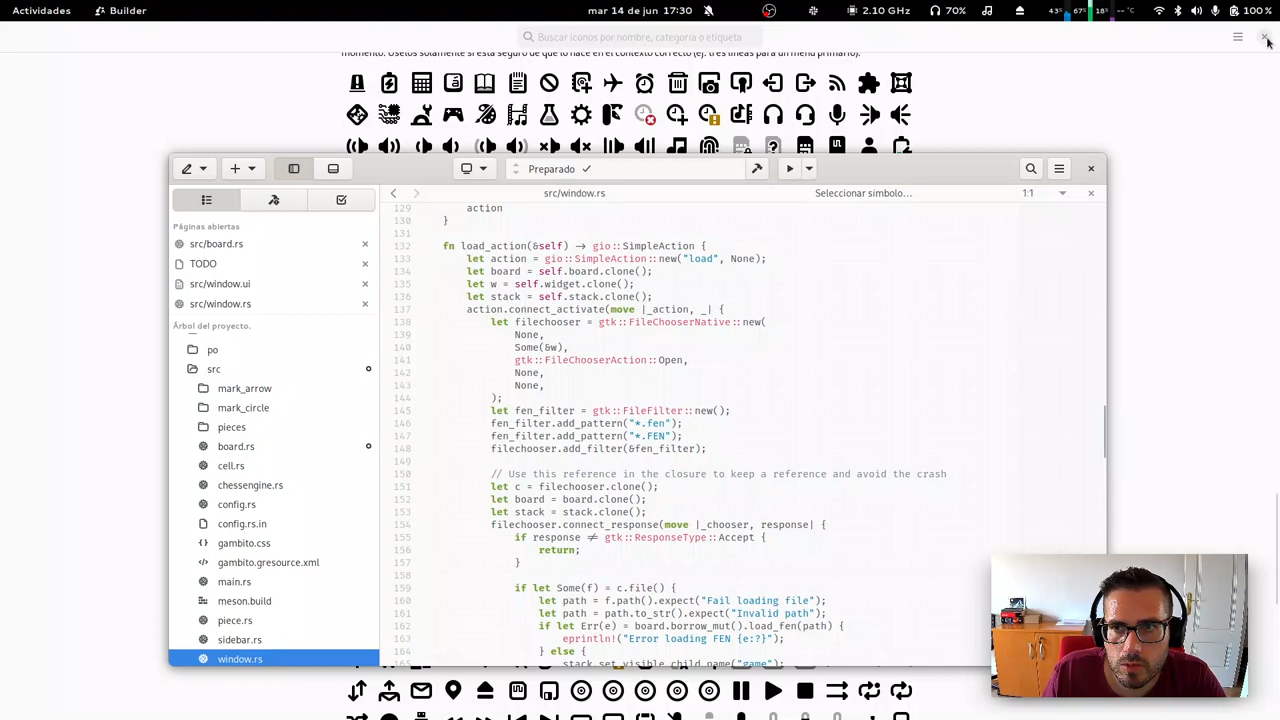 Actividades
Builder
mar 14 de jun 17:30
2.10 GHz
70%
43%
67%
18%
--°C
100 %
Buscar iconos por nombre, categoría o etiqueta
momento. Úselos solamente si está seguro de que lo hace en el contexto correcto (ej: tres líneas para un menú primario).
Preparado ✓
src/window.rs
Seleccionar símbolo…
1:1
Páginas abiertas
src/board.rs
TODO
src/window.ui
src/window.rs
Árbol del proyecto.
po
src
mark_arrow
mark_circle
pieces
board.rs
cell.rs
chessengine.rs
config.rs
config.rs.in
gambito.css
gambito.gresource.xml
main.rs
meson.build
piece.rs
sidebar.rs
window.rs
129 action
130 }
131
132 fn load_action(&self) -> gio::SimpleAction {
133 let action = gio::SimpleAction::new("load", None);
134 let board = self.board.clone();
135 let w = self.widget.clone();
136 let stack = self.stack.clone();
137 action.connect_activate(move |_action, _| {
138 let filechooser = gtk::FileChooserNative::new(
139 None,
140 Some(&w),
141 gtk::FileChooserAction::Open,
142 None,
143 None,
144 );
145 let fen_filter = gtk::FileFilter::new();
146 fen_filter.add_pattern("*.fen");
147 fen_filter.add_pattern("*.FEN");
148 filechooser.add_filter(&fen_filter);
149
150 // Use this reference in the closure to keep a reference and avoid the crash
151 let c = filechooser.clone();
152 let board = board.clone();
153 let stack = stack.clone();
154 filechooser.connect_response(move |_chooser, response| {
155 if response != gtk::ResponseType::Accept {
156 return;
157 }
158
159 if let Some(f) = c.file() {
160 let path = f.path().expect("Fail loading file");
161 let path = path.to_str().expect("Invalid path");
162 if let Err(e) = board.borrow_mut().load_fen(path) {
163 eprintln!("Error loading FEN {e:?}");
164 } else {
165 stack.set_visible_child_name("game");